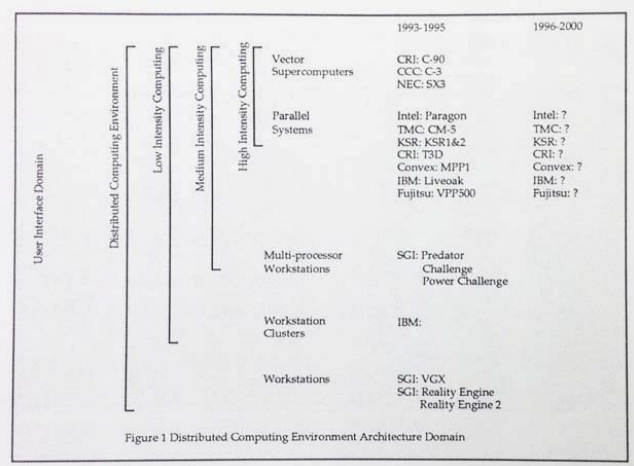 1993-1995 1996-2000
User Interface Domain
Distributed Computing Environment
Low Intensity Computing
Medium Intensity Computing
High Intensity Computing
Vector CRI: C-90
Supercomputers CCC: C-3
NEC: SX3
Parallel Intel: Paragon Intel: ?
Systems TMC: CM-5 TMC: ?
KSR: KSR1&2 KSR: ?
CRI: T3D CRI: ?
Convex: MPP1 Convex: ?
IBM: Liveoak IBM: ?
Fujitsu: VPP500 Fujitsu: ?
Multi-processor SGI: Predator
Workstations Challenge
Power Challenge
Workstation IBM:
Clusters
Workstations SGI: VGX
SGI: Reality Engine
Reality Engine 2
Figure 1 Distributed Computing Environment Architecture Domain